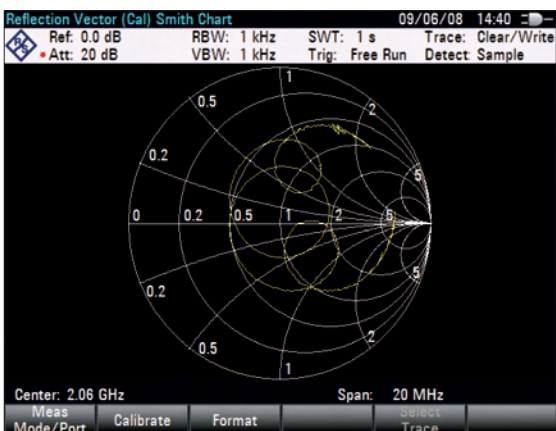 Reflection Vector (Cal) Smith Chart 09/06/08 14:40
Ref: 0.0 dB RBW: 1 kHz SWT: 1 s Trace: Clear/Write
• Att: 20 dB VBW: 1 kHz Trig: Free Run Detect: Sample
1
0.5 2
0.2 5
0 0.2 0.5 1 2 5
0.2 5
0.5 2
1
Center: 2.06 GHz Span: 20 MHz
Meas Calibrate Format Select
Mode/Port Trace